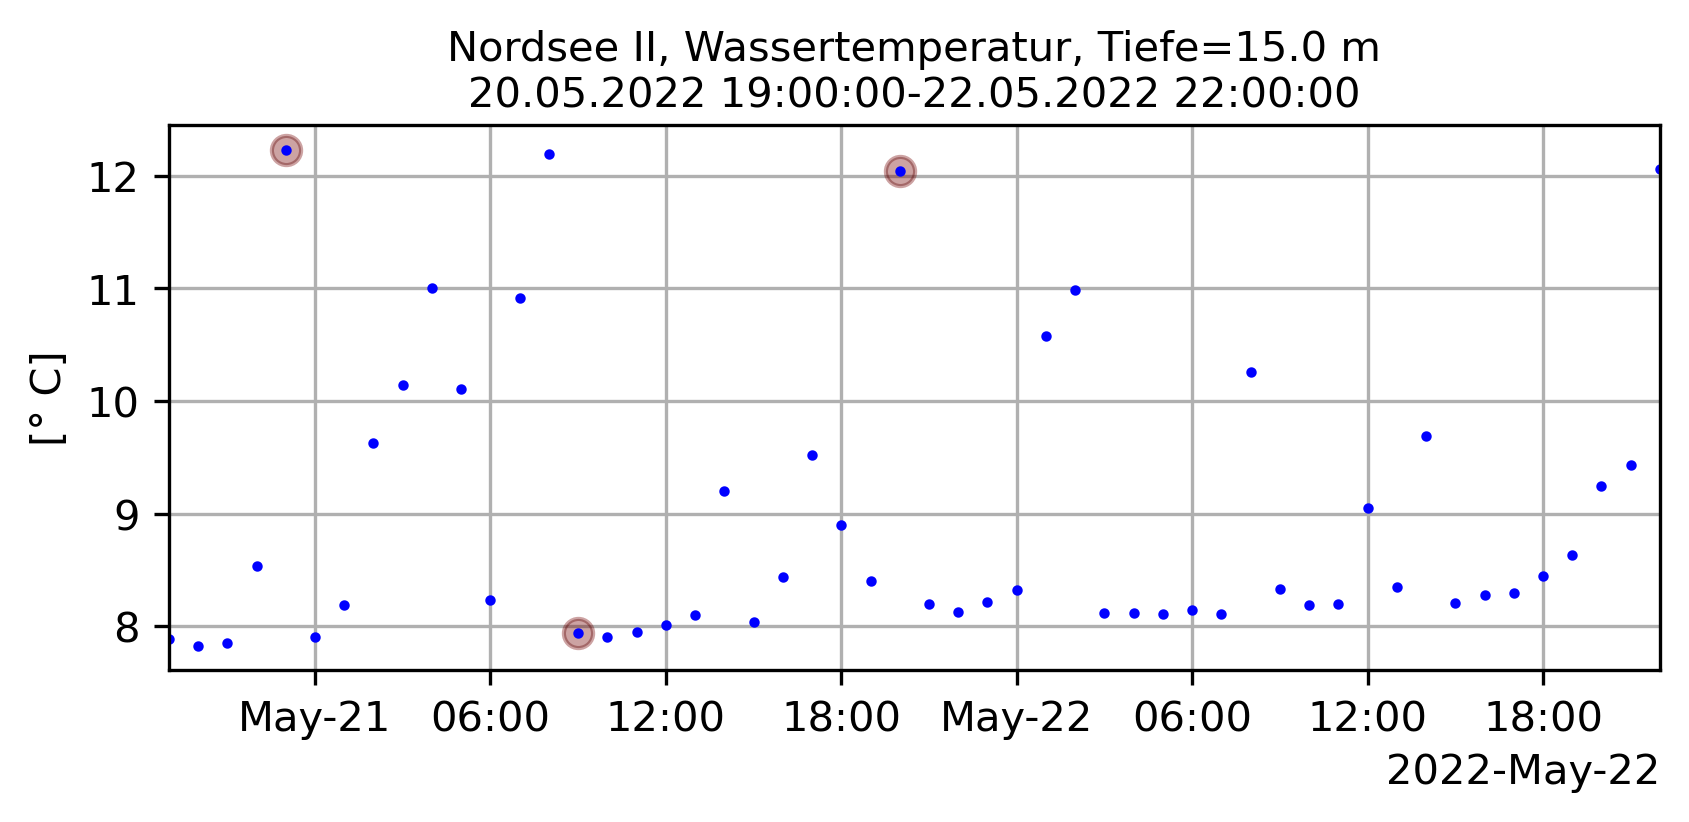 Nordsee II, Wassertemperatur, Tiefe=15.0 m
20.05.2022 19:00:00-22.05.2022 22:00:00
12
11
10
9
8
[° C]
May-21 06:00 12:00 18:00 May-22 06:00 12:00 18:00
2022-May-22